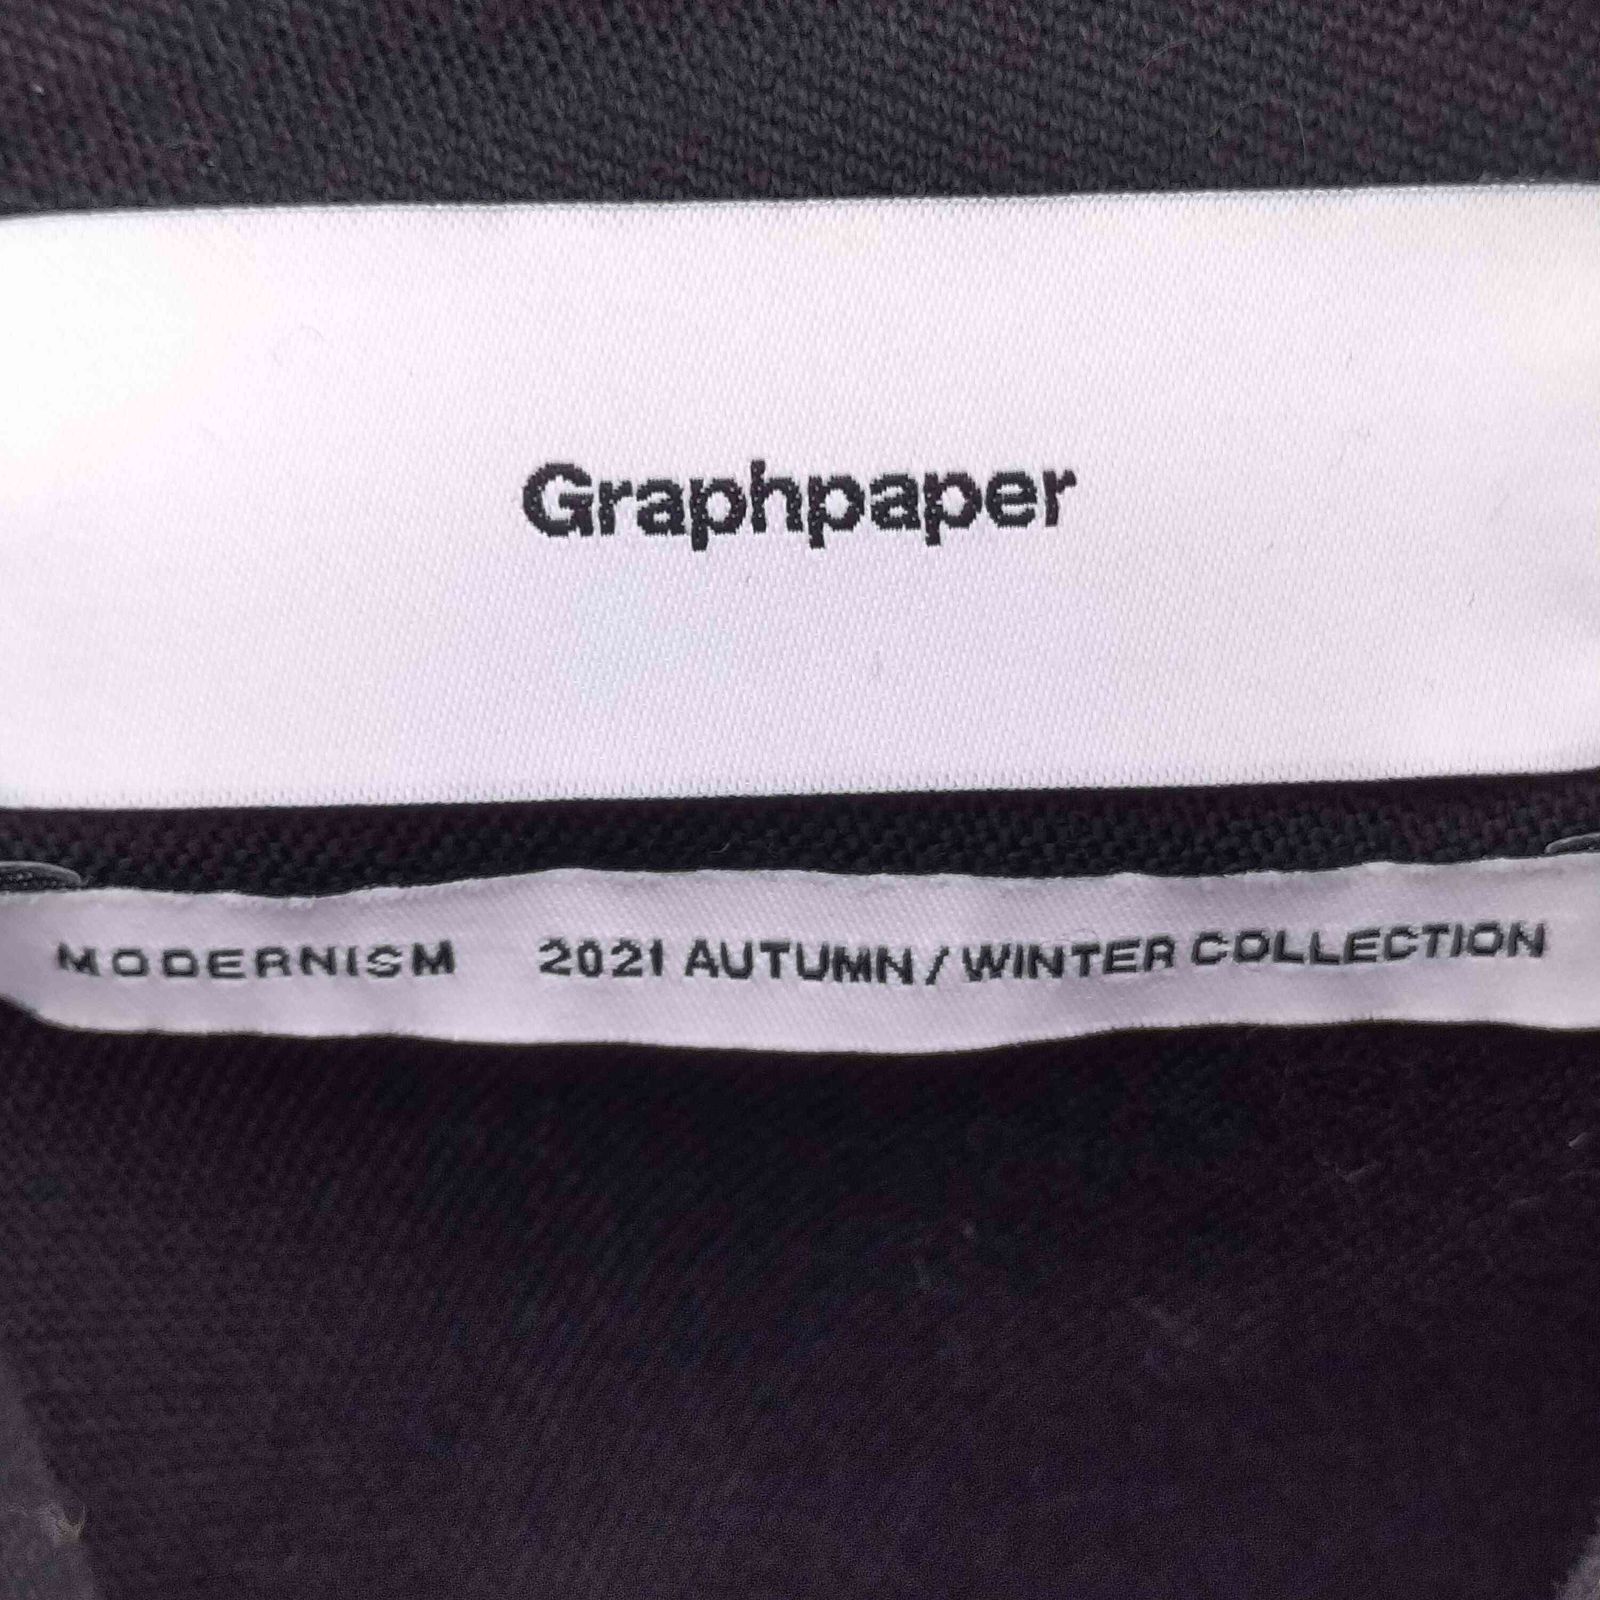 Graphpaper
MODERNISM 2021 AUTUMN / WINTER COLLECTION